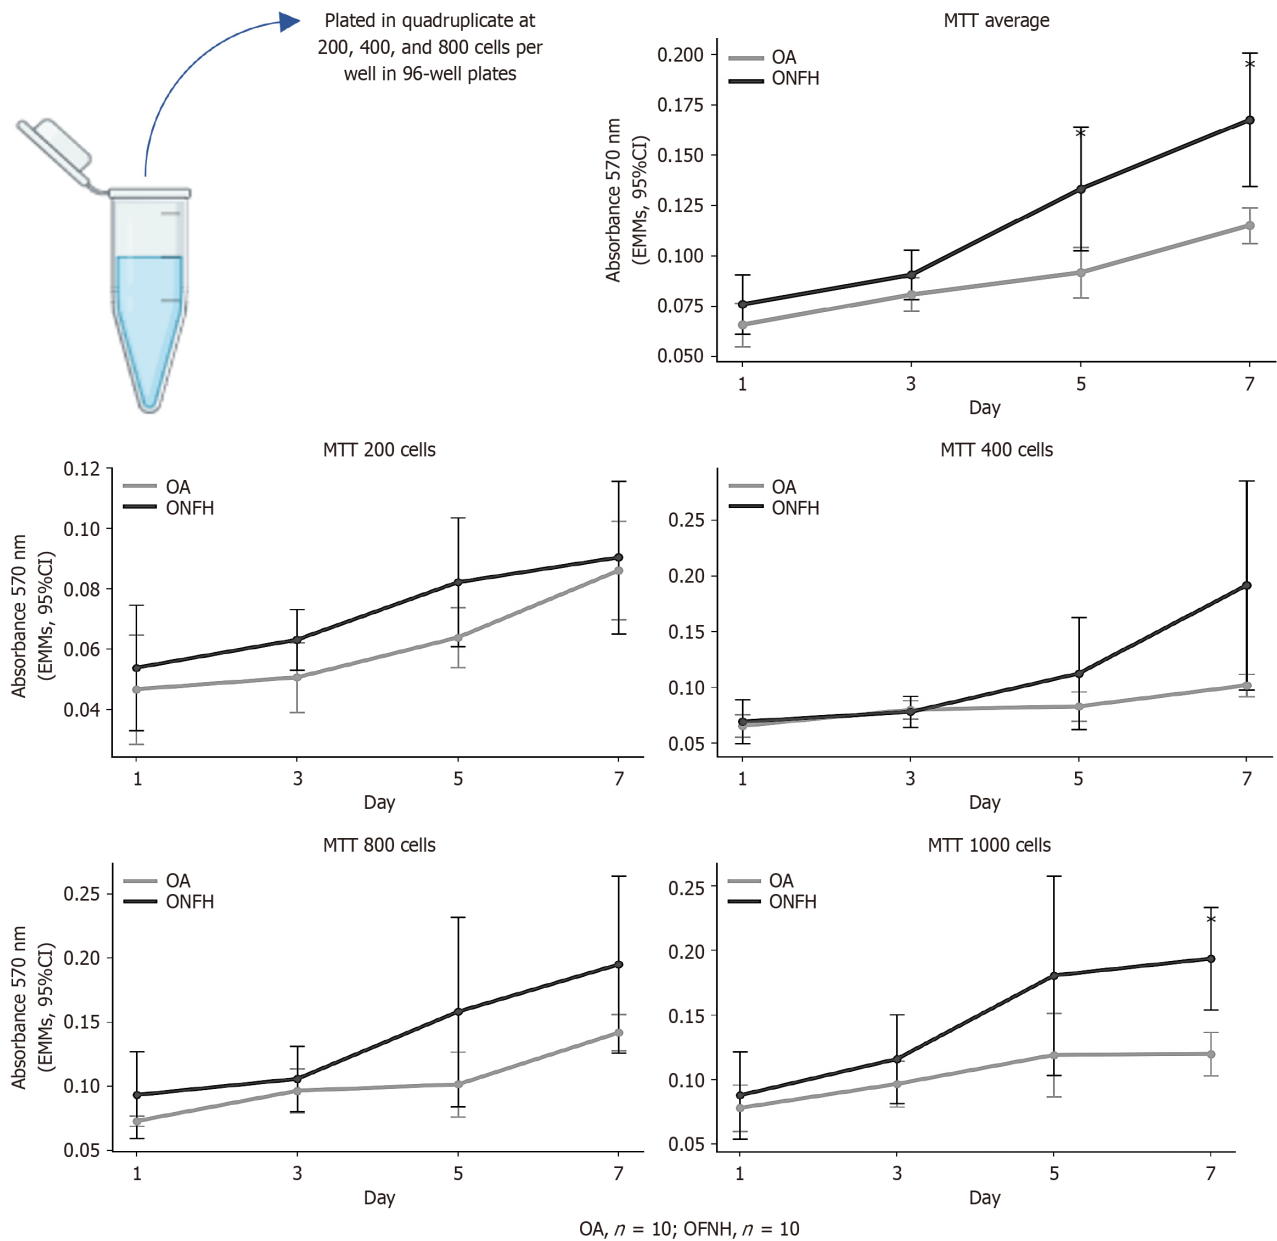 Plated in quadruplicate at
200, 400, and 800 cells per
well in 96-well plates
MTT average
OA
ONFH
Absorbance 570 nm
(EMMs, 95%CI)
0.200
0.175
0.150
0.125
0.100
0.075
0.050
*
*
1 3 5 7
Day
MTT 200 cells
OA
ONFH
Absorbance 570 nm
(EMMs, 95%CI)
0.12
0.10
0.08
0.06
0.04
1 3 5 7
Day
MTT 400 cells
OA
ONFH
0.25
0.20
0.15
0.10
0.05
1 3 5 7
Day
MTT 800 cells
OA
ONFH
Absorbance 570 nm
(EMMs, 95%CI)
0.25
0.20
0.15
0.10
0.05
1 3 5 7
Day
MTT 1000 cells
OA
ONFH
0.25
0.20
0.15
0.10
0.05
*
1 3 5 7
Day
OA, n = 10; OFNH, n = 10